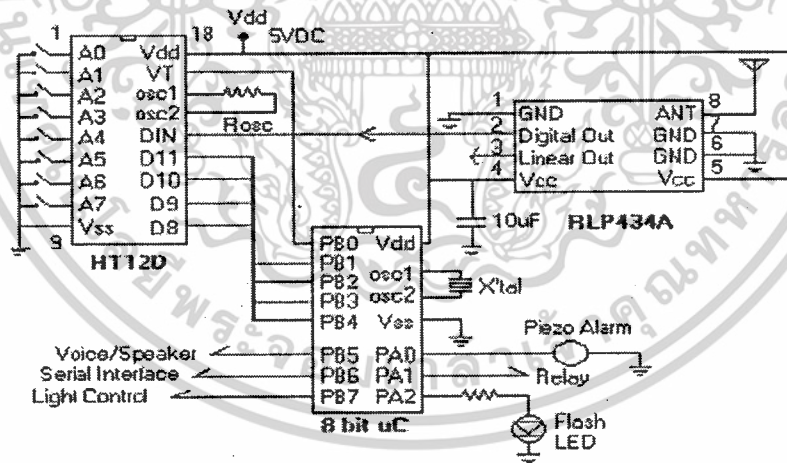 Vdd
5VDC
1
18
A0
Vdd
A1
VT
A2
osc1
A3
osc2
Rosc
A4
DIN
A5
D11
A6
D10
A7
D9
Vss
D8
9
HT12D
1
GND
ANT
8
2
Digital Out
GND
7
3
Linear Out
GND
6
4
Vcc
Vcc
5
10uF
RLP434A
PB0
Vdd
PB1
osc1
PB2
osc2
X'tal
PB3
PB4
Vss
PB5
PA0
PB6
PA1
PB7
PA2
8 bit uC
Voice/Speaker
Serial Interface
Light Control
Piezo Alarm
Relay
Flash
LED